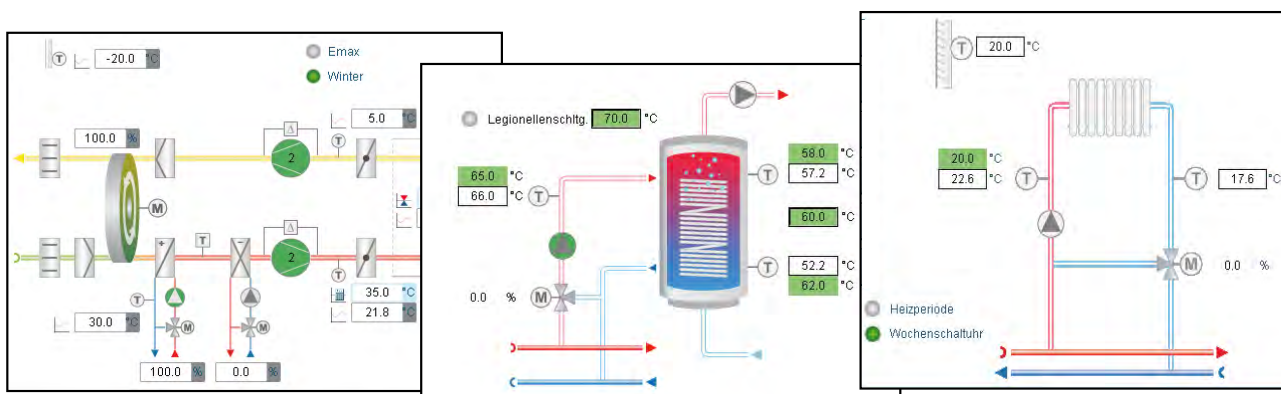 -20.0 °C
Emax
Winter
100.0 %
5.0 °C
Δ
2
T
M
+
−
T
Δ
2
T
T
M
M
35.0 °C
21.8 °C
30.0 °C
100.0 %
0.0 %
Legionellenschltg. 70.0 °C
65.0 °C
66.0 °C
T
58.0 °C
57.2 °C
T
60.0 °C
52.2 °C
62.0 °C
T
0.0 %
M
T
20.0 °C
20.0 °C
22.6 °C
T
T
17.6 °C
M
0.0 %
Heizperiode
Wochenschaltuhr